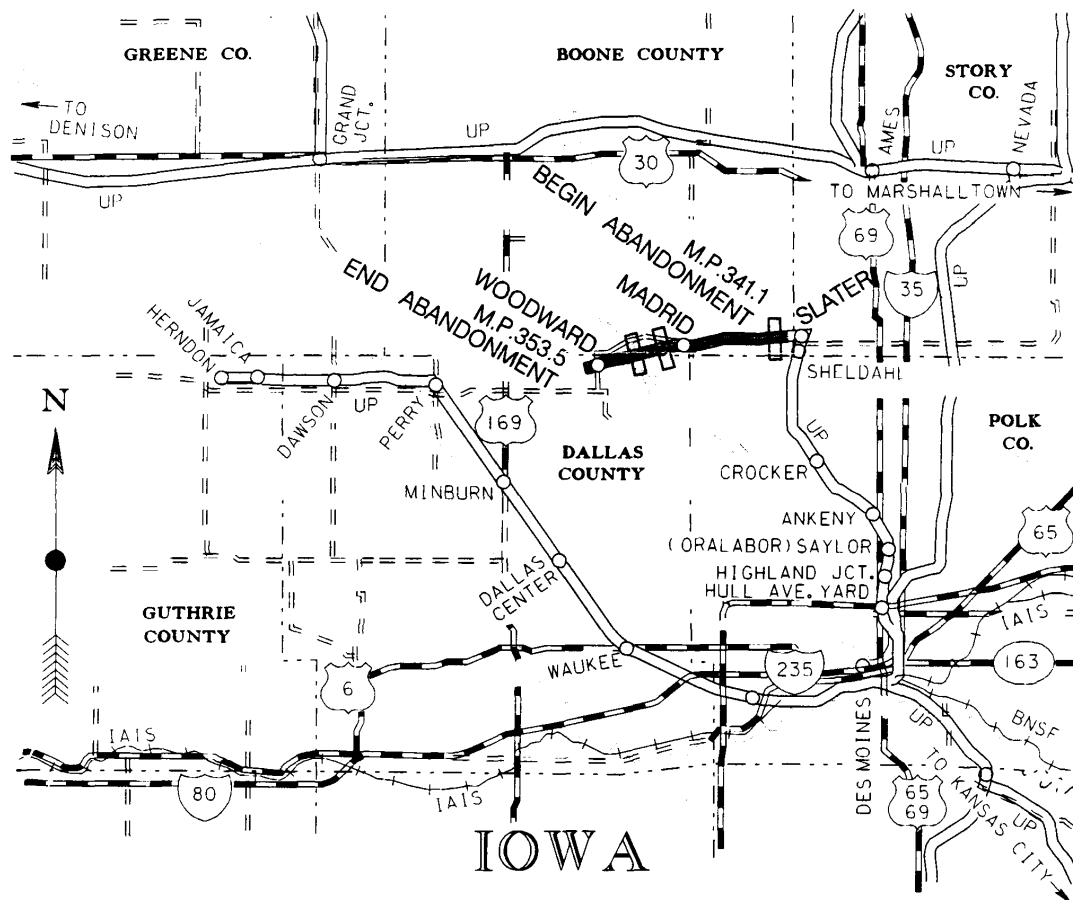 GREENE CO.
BOONE COUNTY
STORY
CO.
TO
DENISON
GRAND
JCT.
UP
UP
30
AMES
UP
NEVADA
TO MARSHALLTOWN
69
35
UP
BEGIN ABANDONMENT
M.P.341.1
END ABANDONMENT
M.P.353.5
WOODWARD
MADRID
SLATER
SHELDAHL
JAMAICA
HERNDON
DAWSON
UP
PERRY
N
169
DALLAS
COUNTY
POLK
CO.
UP
CROCKER
MINBURN
ANKENY
65
(ORALABOR) SAYLOR
HIGHLAND JCT.
HULL AVE. YARD
DALLAS
CENTER
IAIS
GUTHRIE
COUNTY
WAUKEE
235
163
6
IAIS
DES MOINES
UP
BNSF
80
IAIS
TO KANSAS CITY
65
69
UP
IOWA